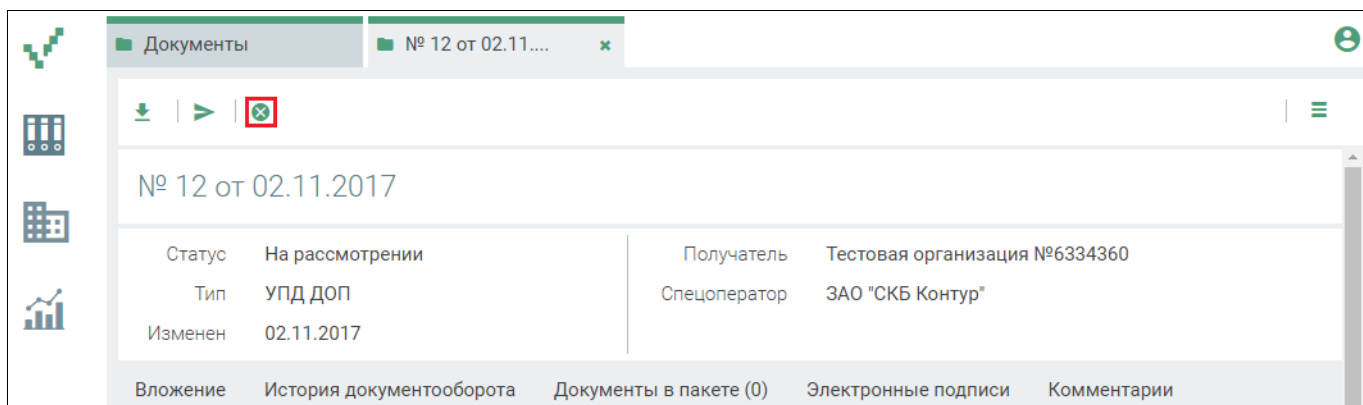 Документы
№ 12 от 02.11....
№ 12 от 02.11.2017
Статус На рассмотрении Получатель Тестовая организация №6334360
Тип УПД ДОП Спецоператор ЗАО "СКБ Контур"
Изменен 02.11.2017
Вложение История документооборота Документы в пакете (0) Электронные подписи Комментарии